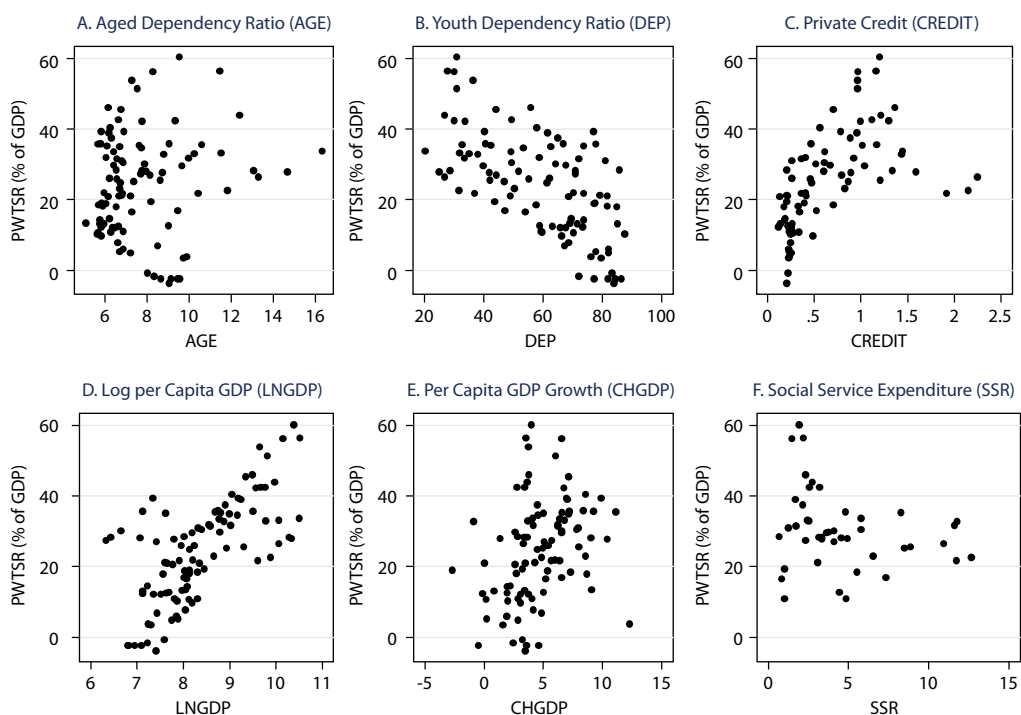 A. Aged Dependency Ratio (AGE)
B. Youth Dependency Ratio (DEP)
C. Private Credit (CREDIT)
PWTSR (% of GDP)
60
40
20
0
6 8 10 12 14 16
AGE
PWTSR (% of GDP)
60
40
20
0
20 40 60 80 100
DEP
PWTSR (% of GDP)
60
40
20
0
0 .5 1 1.5 2 2.5
CREDIT
D. Log per Capita GDP (LNGDP)
E. Per Capita GDP Growth (CHGDP)
F. Social Service Expenditure (SSR)
PWTSR (% of GDP)
60
40
20
0
6 7 8 9 10 11
LNGDP
PWTSR (% of GDP)
60
40
20
0
-5 0 5 10 15
CHGDP
PWTSR (% of GDP)
60
40
20
0
0 5 10 15
SSR